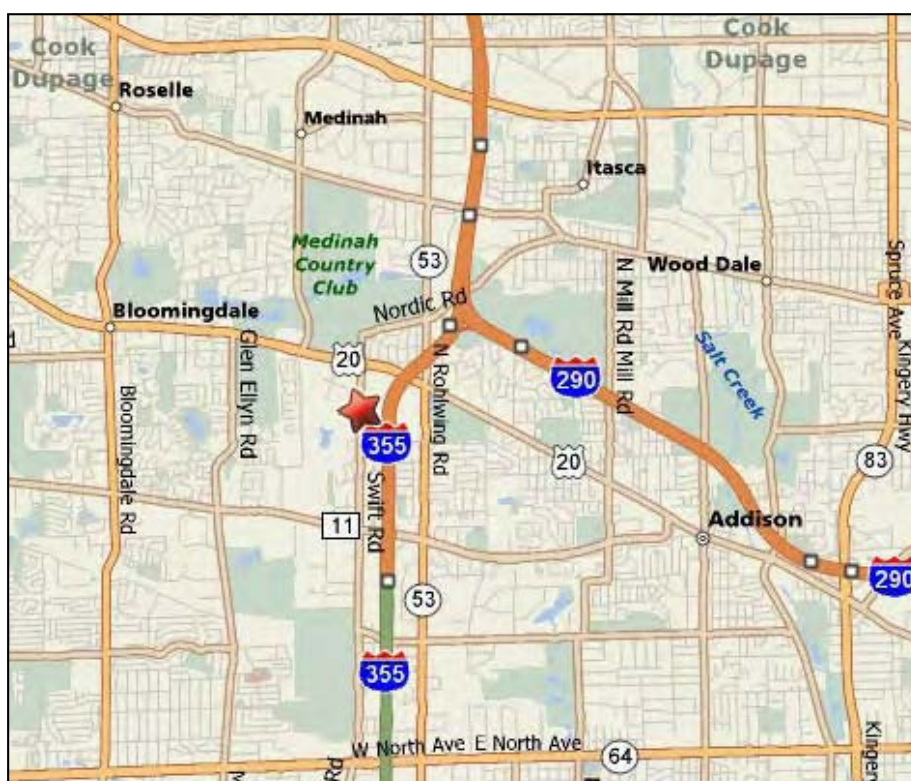 Cook
Dupage
Cook
Dupage
Roselle
Medinah
Itasca
Medinah
Country
Club
53
Wood Dale
Nordic Rd
Bloomingdale
N Mill Rd
Mill Rd
Spruce Ave
Kingery Hwy
Salt Creek
20
Glen Ellyn Rd
N Rohlwing Rd
290
Bloomingdale Rd
355
20
83
Swift Rd
11
Addison
290
53
355
W North Ave
E North Ave
64
Kinge
Rd